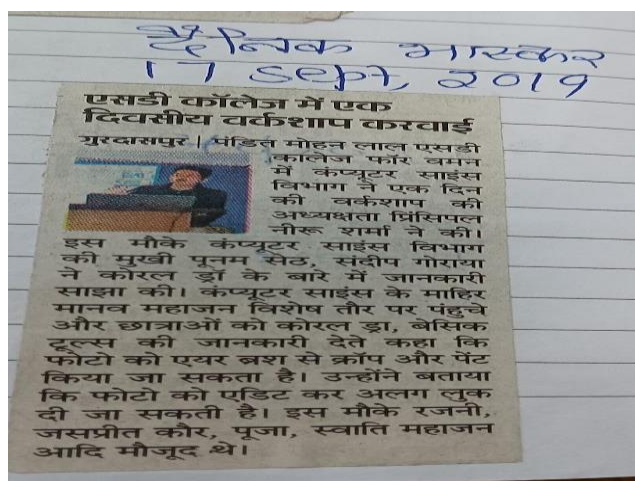 दैनिक भास्कर
17 Sept, 2019
एसडी कॉलेज में एक
दिवसीय वर्कशाप करवाई
गुरदासपुर | पंडित मोहन लाल एसडी
कालेज फॉर वमन
में कंप्यूटर साइंस
विभाग ने एक दिन
की वर्कशाप की
अध्यक्षता प्रिंसिपल
नीरू शर्मा ने की।
इस मौके कंप्यूटर साइंस विभाग
की मुखी पूनम सेठ, संदीप गोराया
ने कोरल ड्रॉ के बारे में जानकारी
साझा की। कंप्यूटर साइंस के माहिर
मानव महाजन विशेष तौर पर पंहुचे
और छात्राओं को कोरल ड्रा, बेसिक
टूल्स की जानकारी देते कहा कि
फोटो को एयर ब्रश से क्रॉप और पेंट
किया जा सकता है। उन्होंने बताया
कि फोटो को एडिट कर अलग लुक
दी जा सकती है। इस मौके रजनी,
जसप्रीत कौर, पूजा, स्वाति महाजन
आदि मौजूद थे।